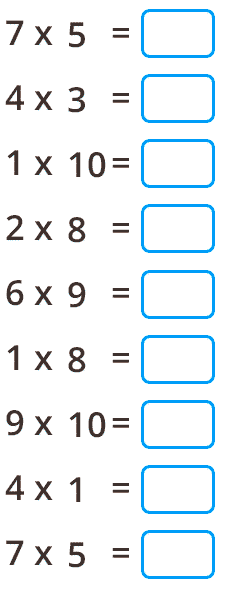 7 x 5 =
4 x 3 =
1 x 10 =
2 x 8 =
6 x 9 =
1 x 8 =
9 x 10 =
4 x 1 =
7 x 5 =